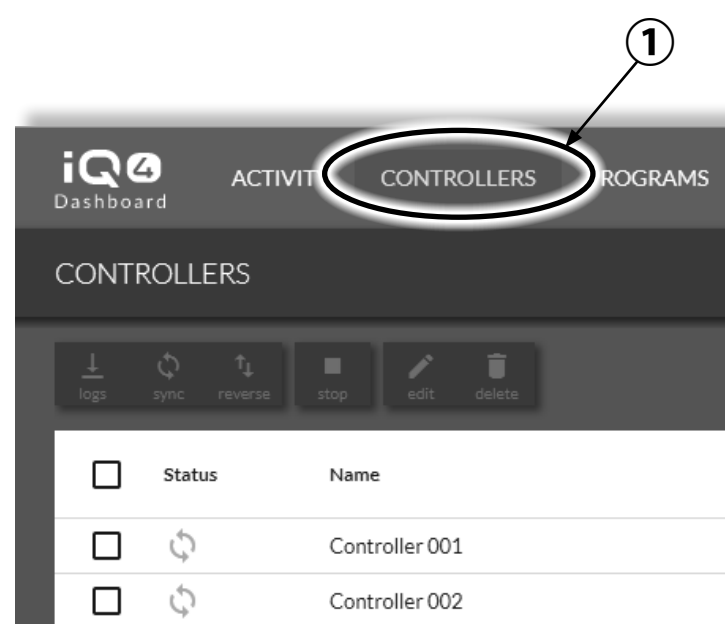 1
iQ4
Dashboard
ACTIVIT CONTROLLERS ROGRAMS
CONTROLLERS
logs sync reverse stop edit delete
Status Name
Controller 001
Controller 002